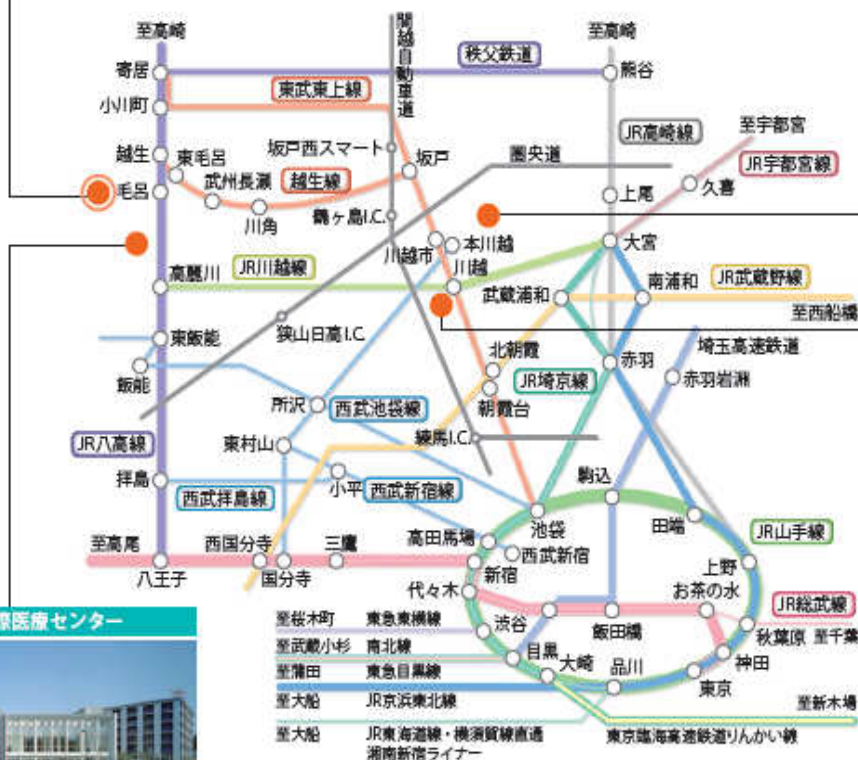 至高崎
関越自動車道
至高崎
寄居
秩父鉄道
熊谷
小川町
東武東上線
JR高崎線
至宇都宮
越生
東毛呂
坂戸西スマート
坂戸
圏央道
JR宇都宮線
毛呂
武州長瀬
越生線
上尾
久喜
川角
鶴ヶ島I.C.
川越市
本川越
大宮
高麗川
JR川越線
川越
武蔵浦和
南浦和
JR武蔵野線
至西船橋
東飯能
狭山日高I.C.
北朝霞
赤羽
埼玉高速鉄道
飯能
JR埼京線
赤羽岩淵
所沢
西武池袋線
朝霞台
JR八高線
東村山
練馬I.C.
拝島
西武拝島線
小平
西武新宿線
駒込
池袋
田端
JR山手線
至高尾
西国分寺
三鷹
高田馬場
西武新宿
八王子
国分寺
新宿
上野
代々木
お茶の水
JR総武線
際医療センター
至桜木町
東急東横線
渋谷
飯田橋
秋葉原
至千葉
至武蔵小杉
南北線
目黒
神田
至蒲田
東急目黒線
大崎
品川
東京
至大船
JR京浜東北線
至新木場
至大船
JR東海道線・横須賀線直通
湘南新宿ライナー
東京臨海高速鉄道りんかい線